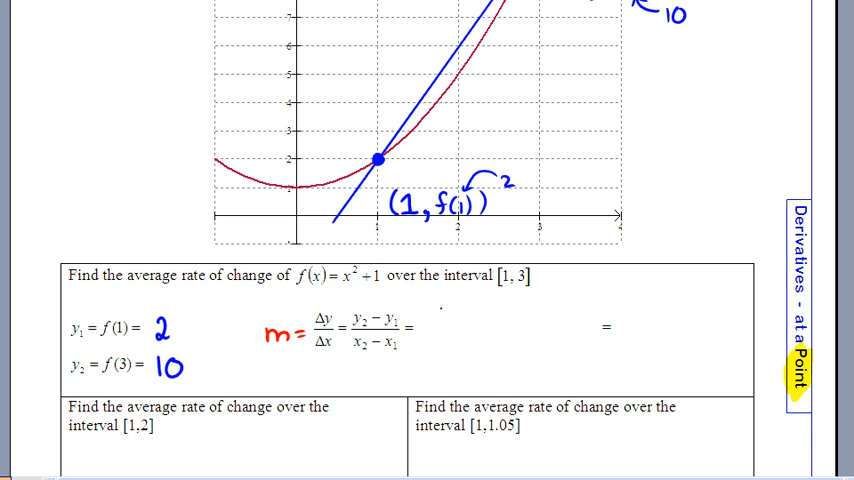 7
10
6
5
4
3
2
(1, f(1)) 2
1 2 3 4
Find the average rate of change of f(x) = x² + 1 over the interval [1, 3]
y₁ = f(1) = 2
m = Δy/Δx = (y₂ − y₁)/(x₂ − x₁) = =
y₂ = f(3) = 10
Find the average rate of change over the
interval [1,2]
Find the average rate of change over the
interval [1,1.05]
Derivatives - at a Point